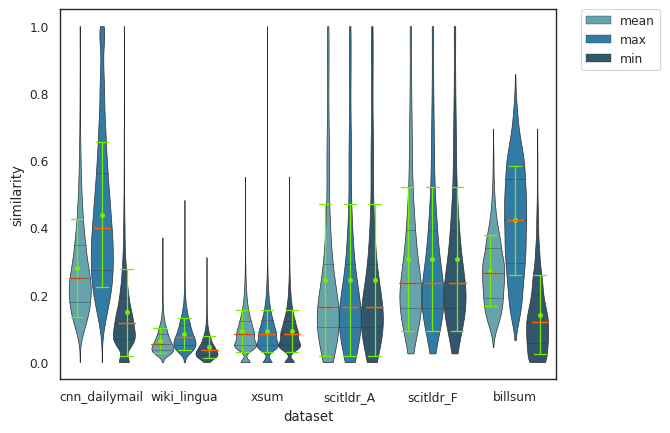 mean
max
min
1.0
0.8
0.6
0.4
0.2
0.0
similarity
cnn_dailymail wiki_lingua xsum scitldr_A scitldr_F billsum
dataset